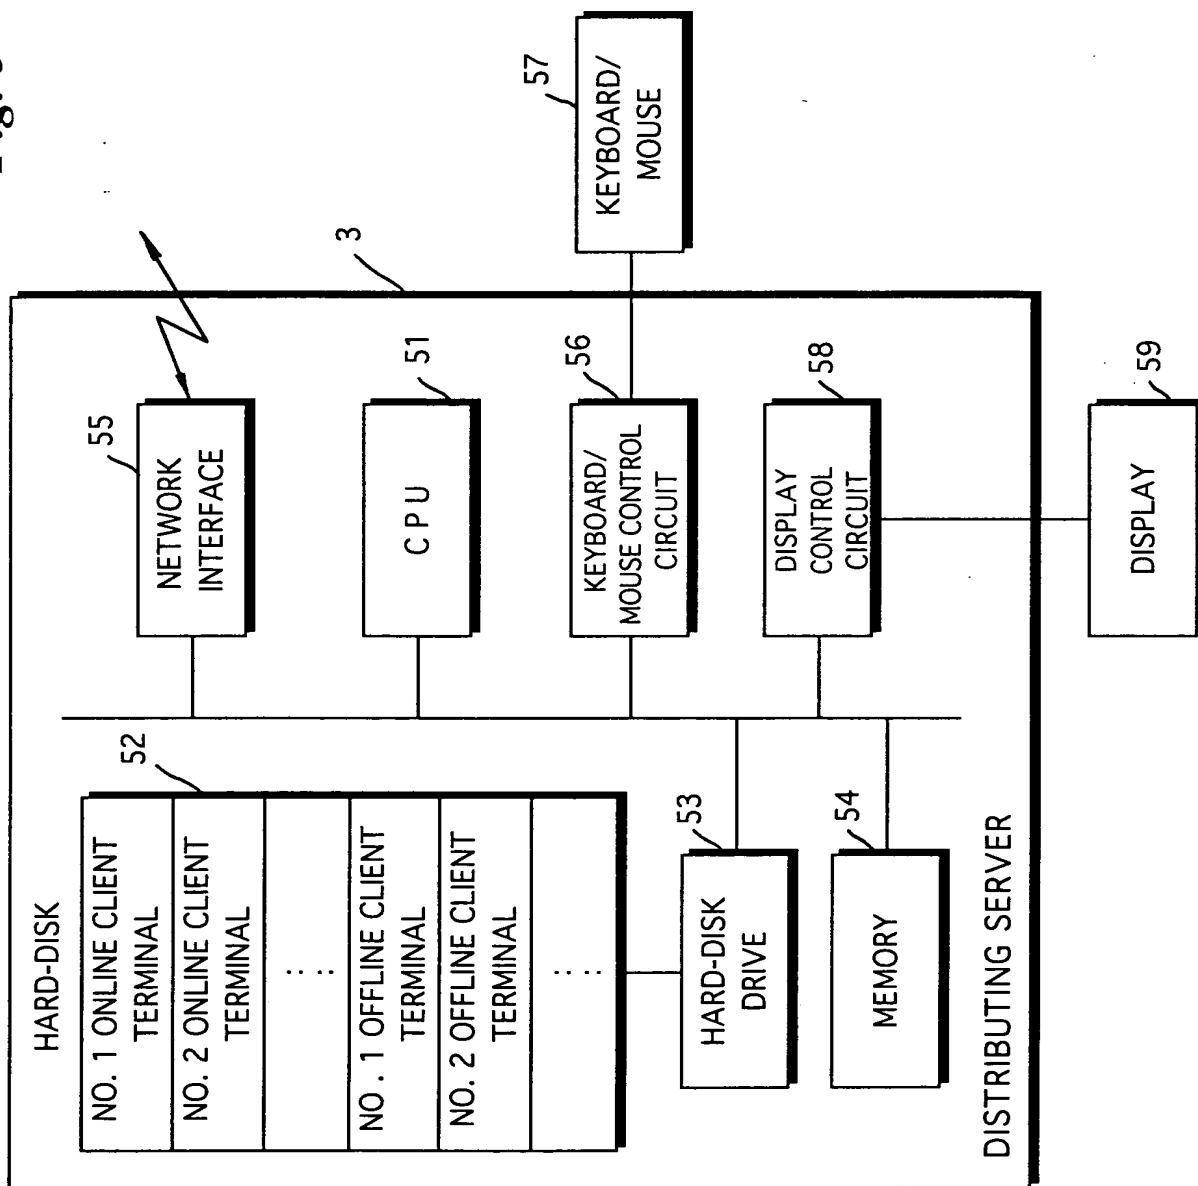 HARD-DISK
52
NO. 1 ONLINE CLIENT
TERMINAL
NO. 2 ONLINE CLIENT
TERMINAL
: :
NO . 1 OFFLINE CLIENT
TERMINAL
NO. 2 OFFLINE CLIENT
TERMINAL
: :
55
NETWORK
INTERFACE
51
CPU
3
56
KEYBOARD/
MOUSE CONTROL
CIRCUIT
57
KEYBOARD/
MOUSE
53
HARD-DISK
DRIVE
58
DISPLAY
CONTROL
CIRCUIT
54
MEMORY
DISTRIBUTING SERVER
59
DISPLAY